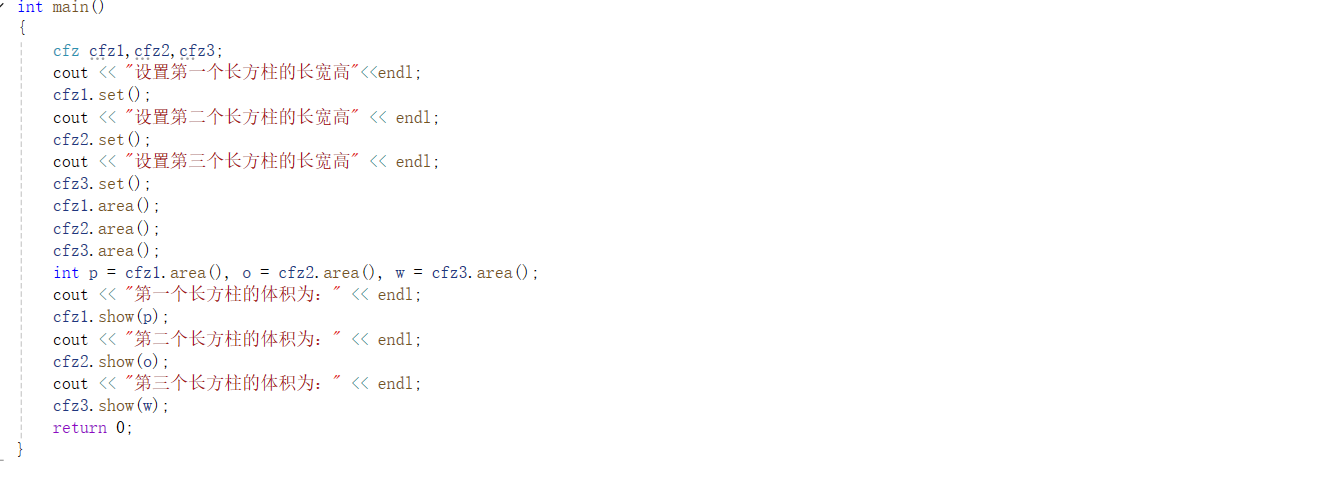 int main()
{
cfz cfz1,cfz2,cfz3;
cout << "设置第一个长方柱的长宽高"<<endl;
cfz1.set();
cout << "设置第二个长方柱的长宽高" << endl;
cfz2.set();
cout << "设置第三个长方柱的长宽高" << endl;
cfz3.set();
cfz1.area();
cfz2.area();
cfz3.area();
int p = cfz1.area(), o = cfz2.area(), w = cfz3.area();
cout << "第一个长方柱的体积为：" << endl;
cfz1.show(p);
cout << "第二个长方柱的体积为：" << endl;
cfz2.show(o);
cout << "第三个长方柱的体积为：" << endl;
cfz3.show(w);
return 0;
}